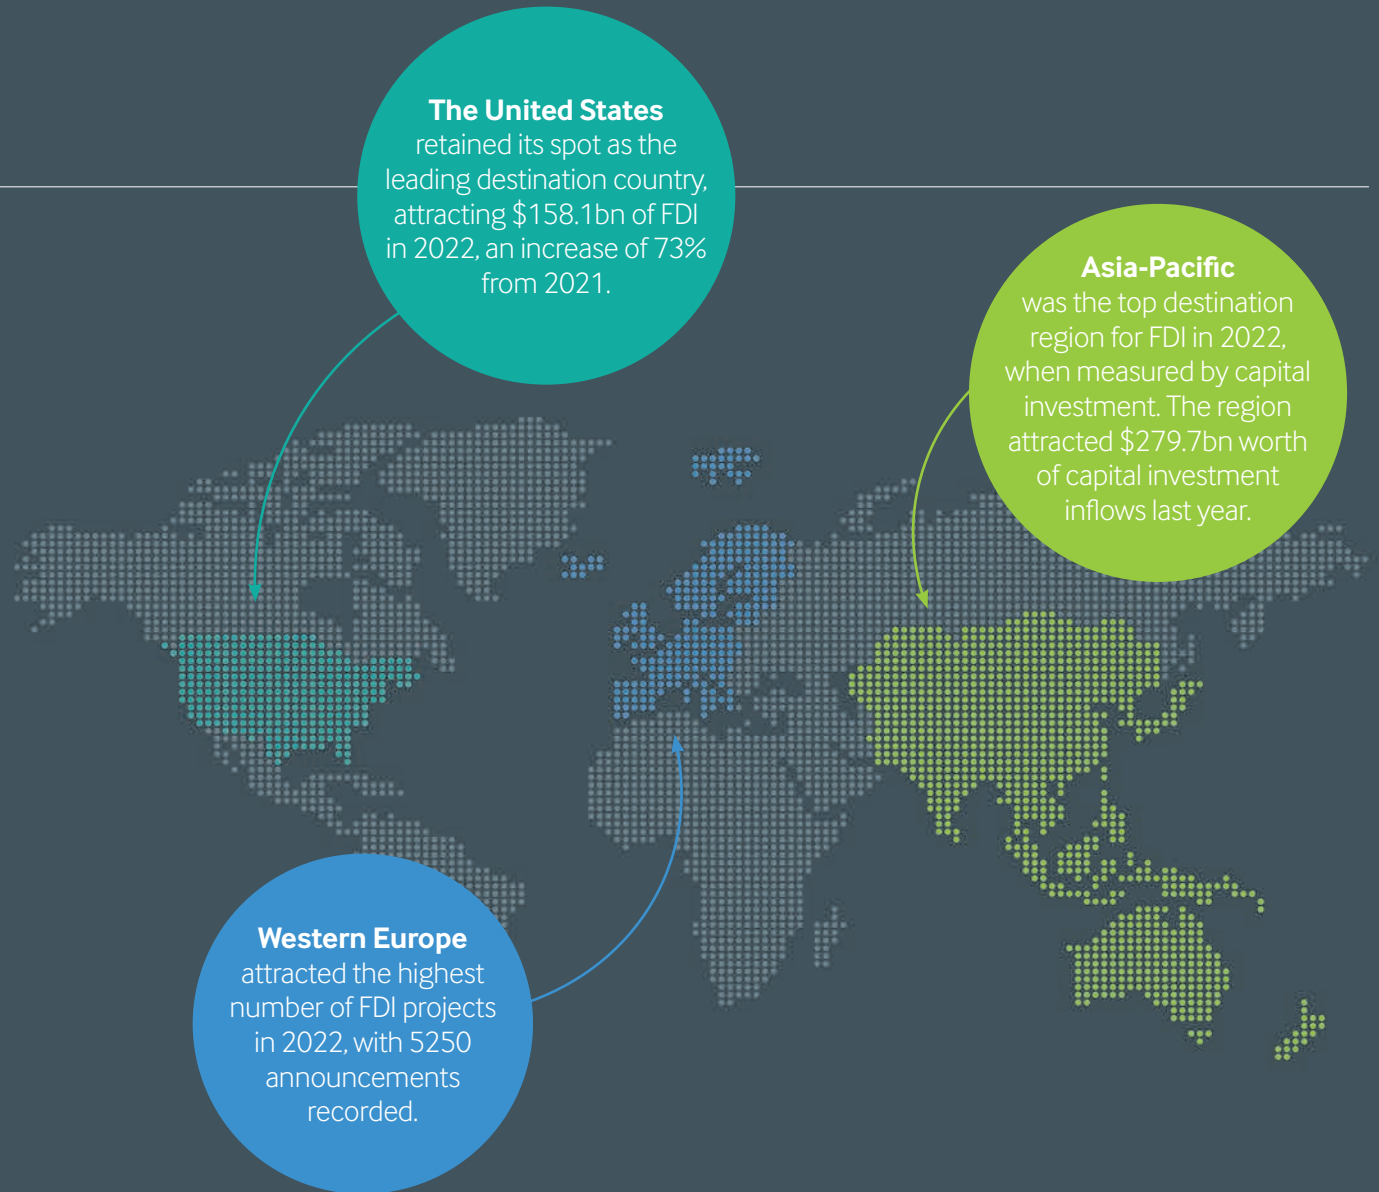 The United States
retained its spot as the
leading destination country,
attracting $158.1bn of FDI
in 2022, an increase of 73%
from 2021.
Asia-Pacific
was the top destination
region for FDI in 2022,
when measured by capital
investment. The region
attracted $279.7bn worth
of capital investment
inflows last year.
Western Europe
attracted the highest
number of FDI projects
in 2022, with 5250
announcements
recorded.